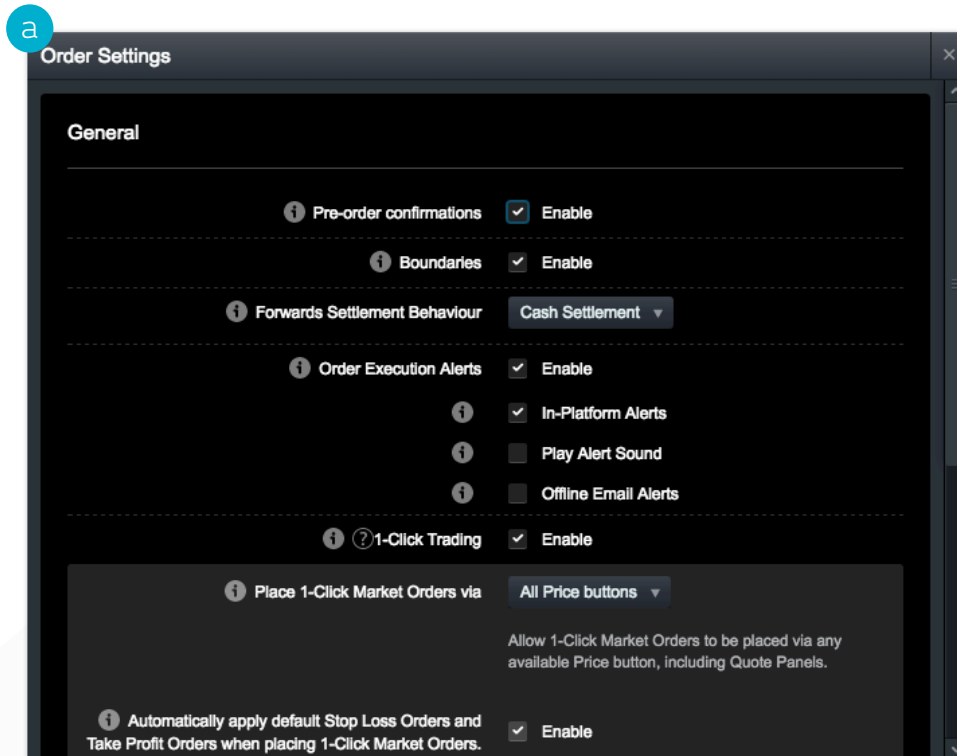 a
Order Settings
General
Pre-order confirmations Enable
Boundaries Enable
Forwards Settlement Behaviour Cash Settlement
Order Execution Alerts Enable
In-Platform Alerts
Play Alert Sound
Offline Email Alerts
?1-Click Trading Enable
Place 1-Click Market Orders via All Price buttons
Allow 1-Click Market Orders to be placed via any
available Price button, including Quote Panels.
Automatically apply default Stop Loss Orders and
Take Profit Orders when placing 1-Click Market Orders.
Enable